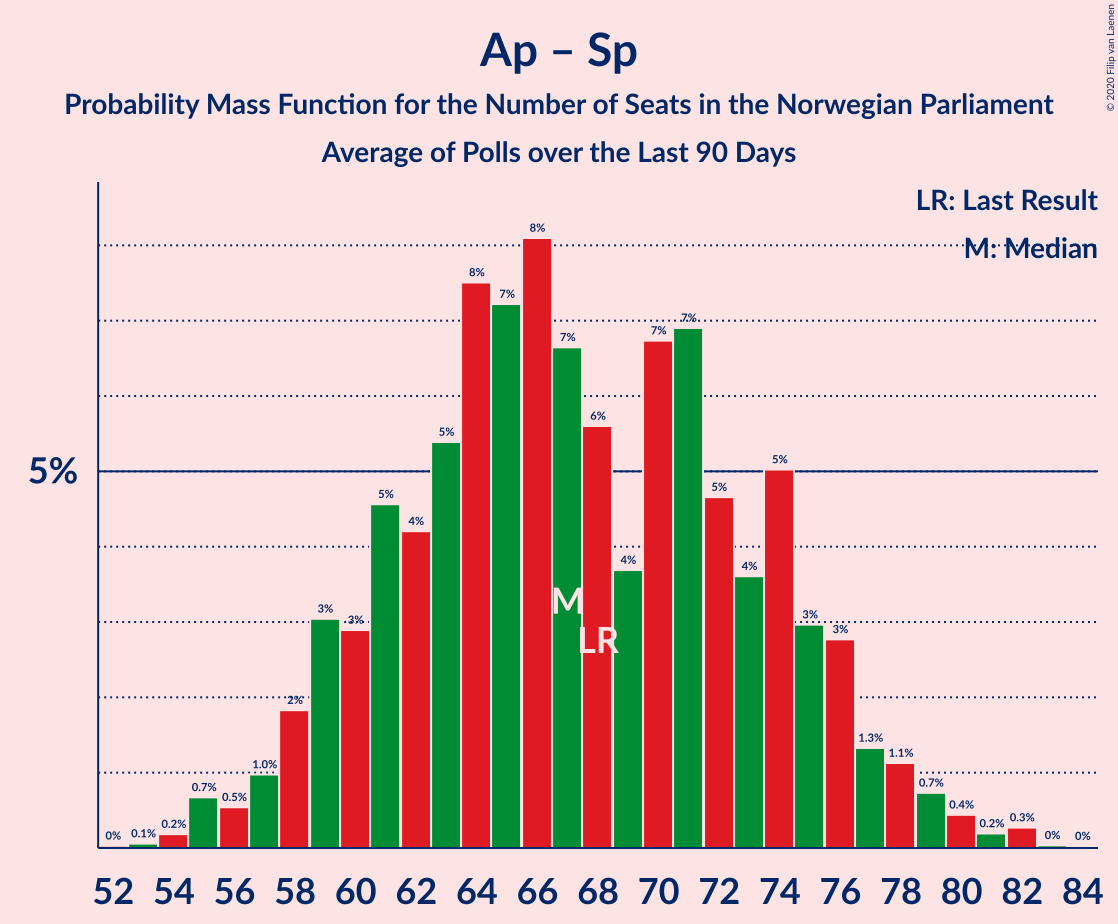 Ap – Sp
Probability Mass Function for the Number of Seats in the Norwegian Parliament
Average of Polls over the Last 90 Days
© 2020 Filip van Laenen
LR: Last Result
M: Median
5%
0% 0.1% 0.2% 0.7% 0.5% 1.0% 2% 3% 3% 5% 4% 5% 8% 7% 8% 7% 6% 4% 7% 7% 5% 4% 5% 3% 3% 1.3% 1.1% 0.7% 0.4% 0.2% 0.3% 0% 0%
M
LR
52 54 56 58 60 62 64 66 68 70 72 74 76 78 80 82 84